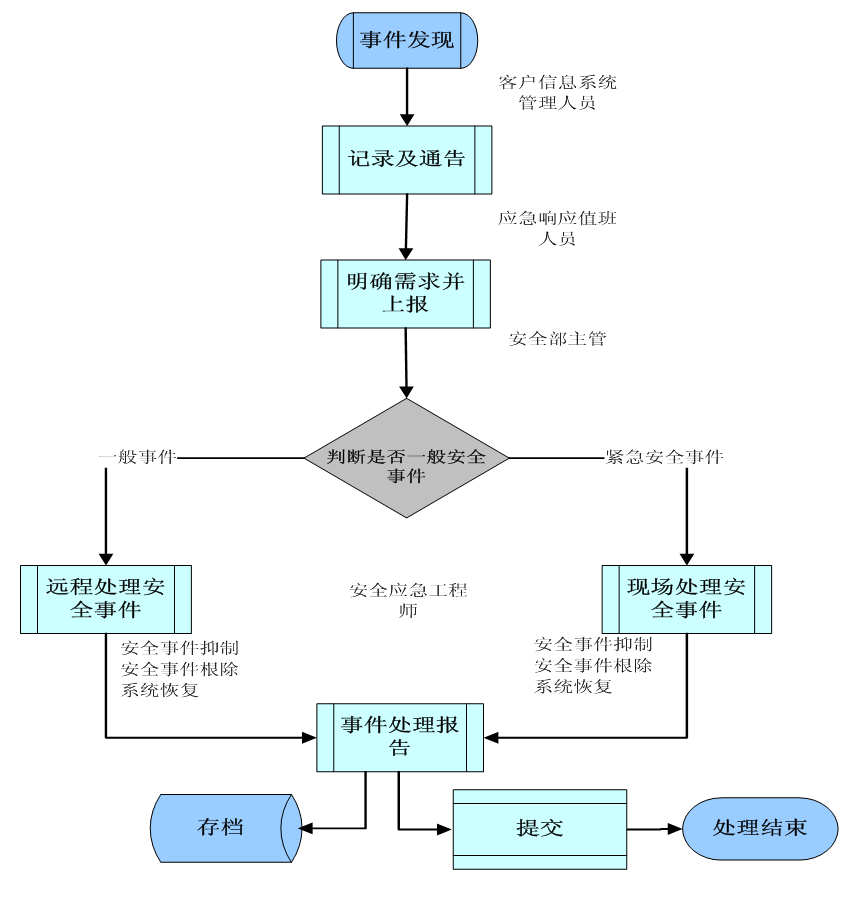 事件发现
客户信息系统
管理人员
记录及通告
应急响应值班
人员
明确需求并
上报
安全部主管
一般事件
判断是否一般安全
事件
紧急安全事件
远程处理安
全事件
安全应急工程
师
现场处理安
全事件
安全事件抑制
安全事件根除
系统恢复
安全事件抑制
安全事件根除
系统恢复
事件处理报
告
存档
提交
处理结束